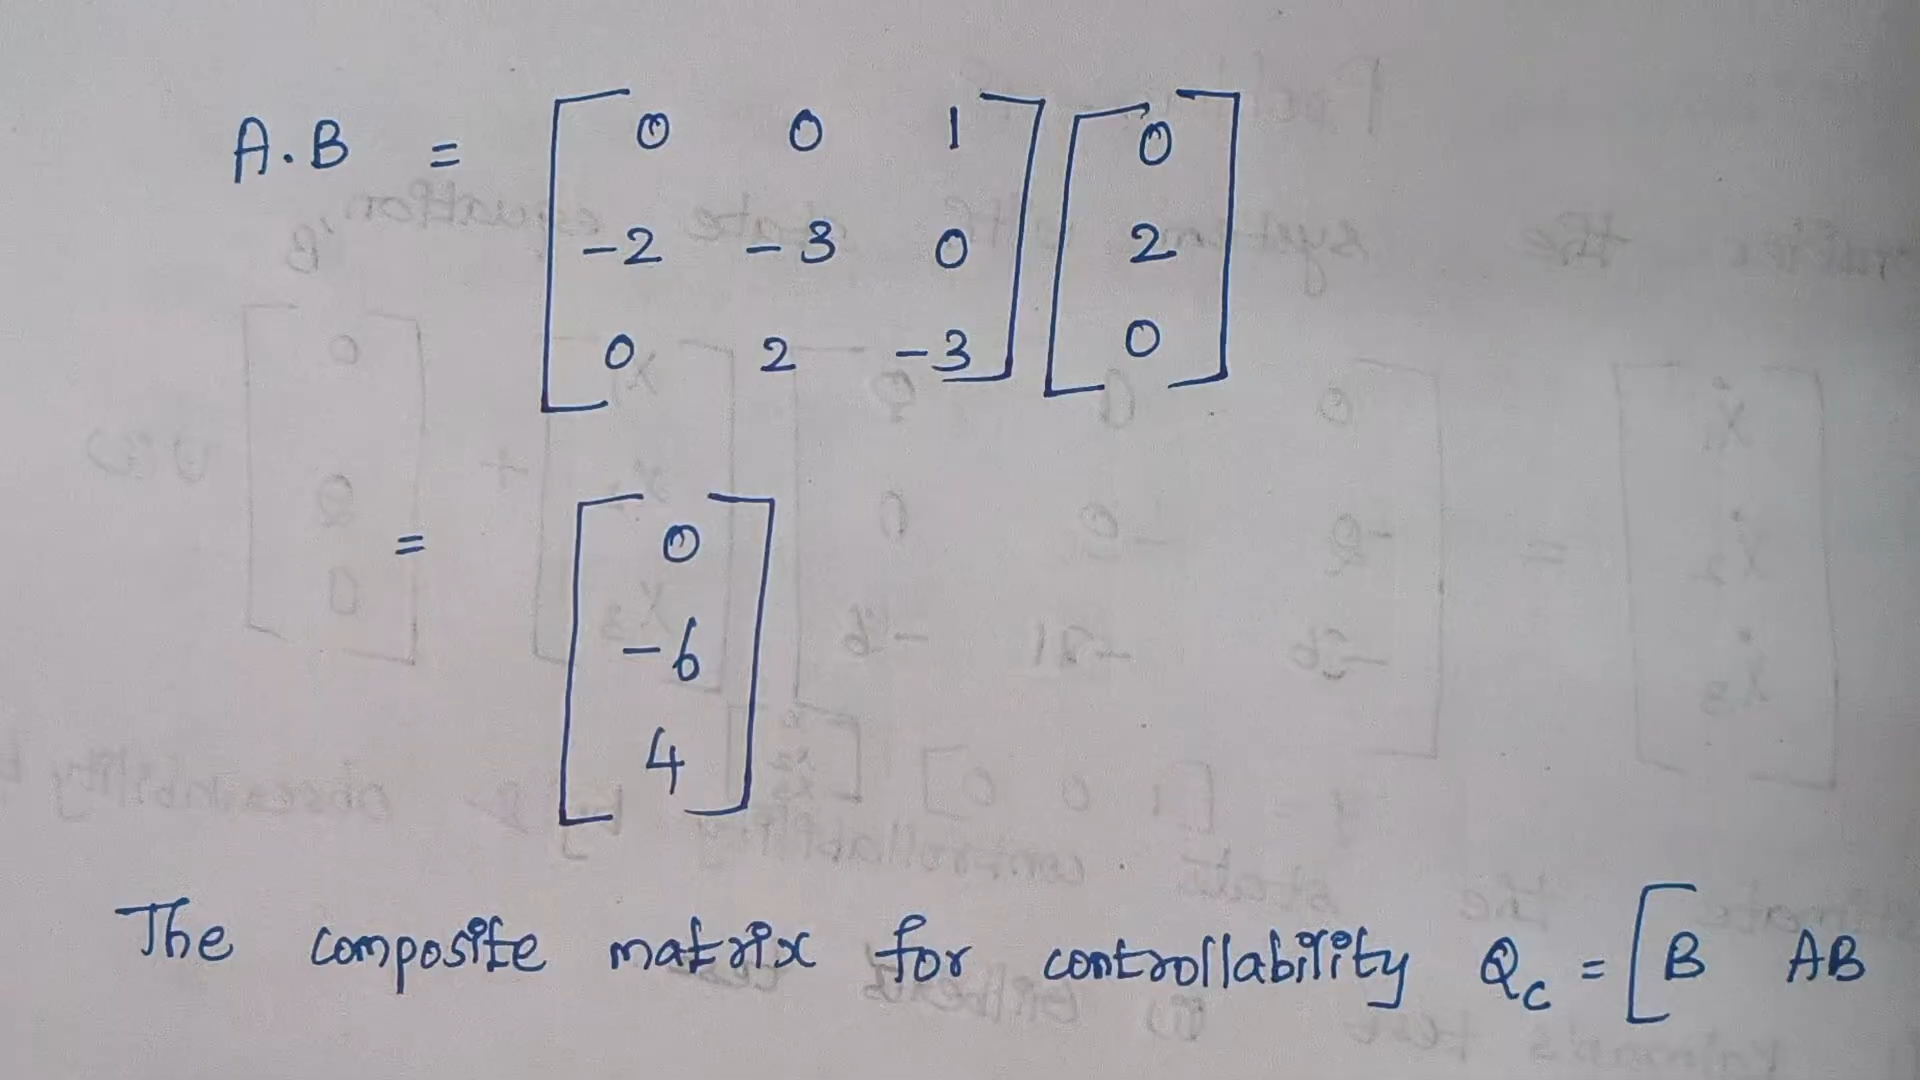 A.B = [ 0 0 1 ] [ 0 ]
-2 -3 0 2
0 2 -3 0
= [ 0 ]
-6
4
The composite matrix for controllability Qc = [ B AB